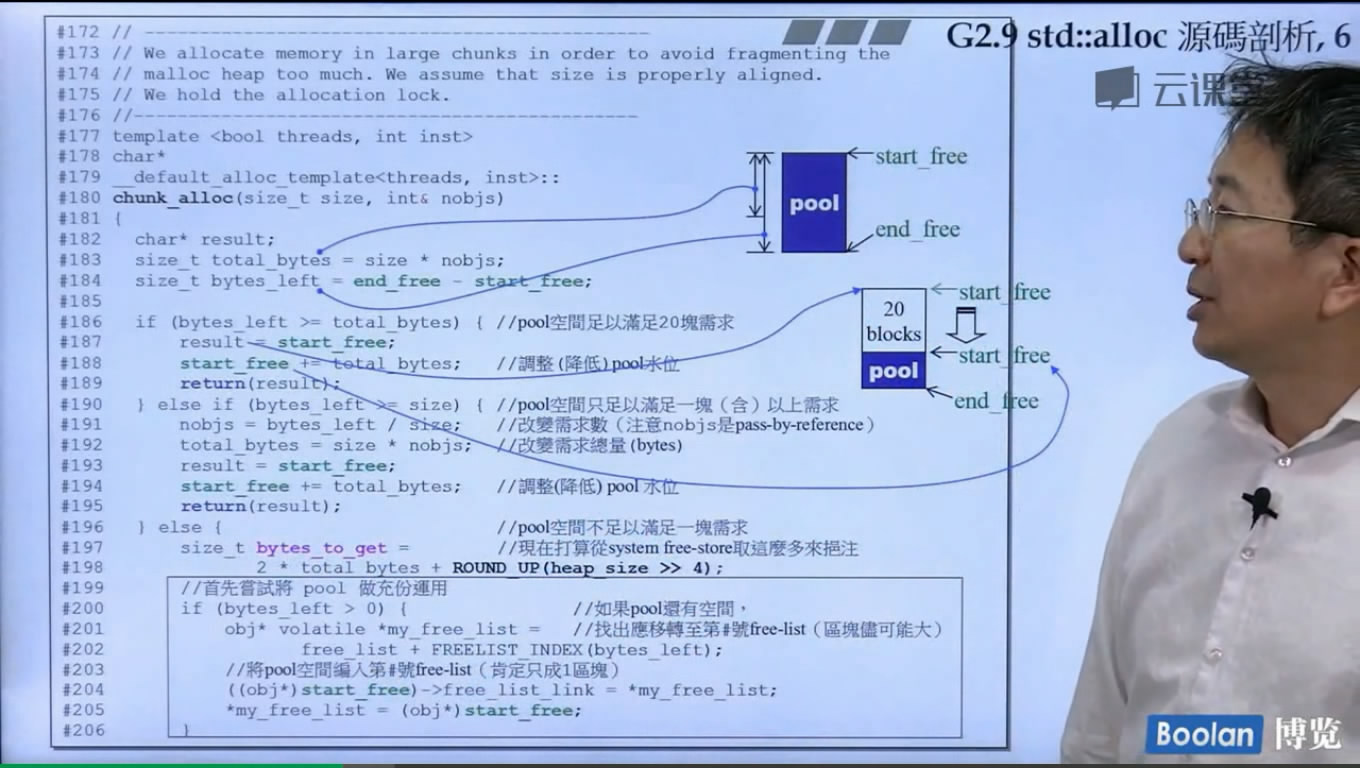 G2.9 std::alloc 源碼剖析, 6
云课堂
#172 // -----------------------------------------------
#173 // We allocate memory in large chunks in order to avoid fragmenting the
#174 // malloc heap too much. We assume that size is properly aligned.
#175 // We hold the allocation lock.
#176 //----------------------------------------------
#177 template <bool threads, int inst>
#178 char*
#179 __default_alloc_template<threads, inst>::
#180 chunk_alloc(size_t size, int& nobjs)
#181 {
#182 char* result;
#183 size_t total_bytes = size * nobjs;
#184 size_t bytes_left = end_free - start_free;
#185
#186 if (bytes_left >= total_bytes) { //pool空間足以滿足20塊需求
#187 result = start_free;
#188 start_free += total_bytes; //調整(降低)pool水位
#189 return(result);
#190 } else if (bytes_left >= size) { //pool空間只足以滿足一塊（含）以上需求
#191 nobjs = bytes_left / size; //改變需求數（注意nobjs是pass-by-reference）
#192 total_bytes = size * nobjs; //改變需求總量(bytes)
#193 result = start_free;
#194 start_free += total_bytes; //調整(降低) pool 水位
#195 return(result);
#196 } else { //pool空間不足以滿足一塊需求
#197 size_t bytes_to_get = //現在打算從system free-store取這麼多來挹注
#198 2 * total_bytes + ROUND_UP(heap_size >> 4);
#199 //首先嘗試將 pool 做充份運用
#200 if (bytes_left > 0) { //如果pool還有空間，
#201 obj* volatile *my_free_list = //找出應移轉至第#號free-list（區塊儘可能大）
#202 free_list + FREELIST_INDEX(bytes_left);
#203 //將pool空間編入第#號free-list（肯定只成1區塊）
#204 ((obj*)start_free)->free_list_link = *my_free_list;
#205 *my_free_list = (obj*)start_free;
#206 }
start_free
pool
end_free
start_free
20
blocks
start_free
pool
end_free
Boolan 博览